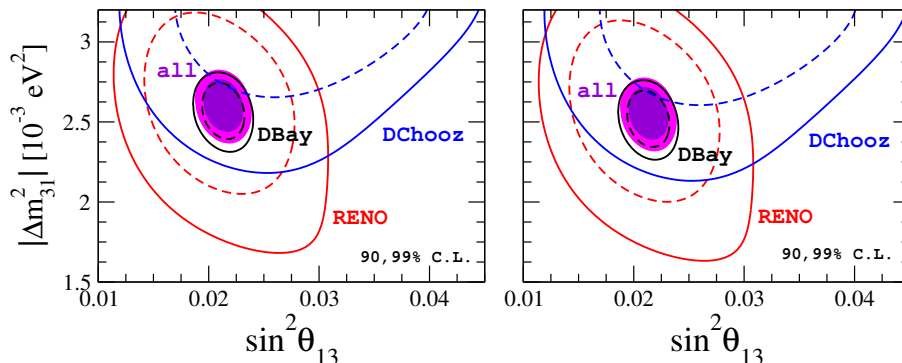 |Δm²₃₁| [10⁻³ eV²]
3
2.5
2
1.5
all
DBay
DChooz
RENO
90,99% C.L.
0.01
0.02
0.03
0.04
sin²θ₁₃
all
DBay
DChooz
RENO
90,99% C.L.
0.01
0.02
0.03
0.04
sin²θ₁₃